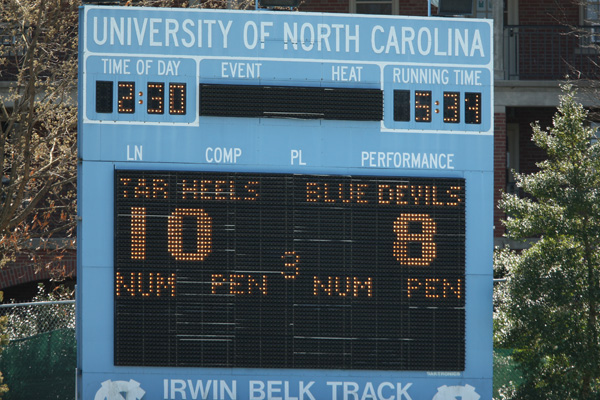 UNIVERSITY OF NORTH CAROLINA
TIME OF DAY EVENT HEAT RUNNING TIME
2:30 5:31
LN COMP PL PERFORMANCE
TAR HEELS BLUE DEVILS
10 8
3
NUM PEN NUM PEN
IRWIN BELK TRACK